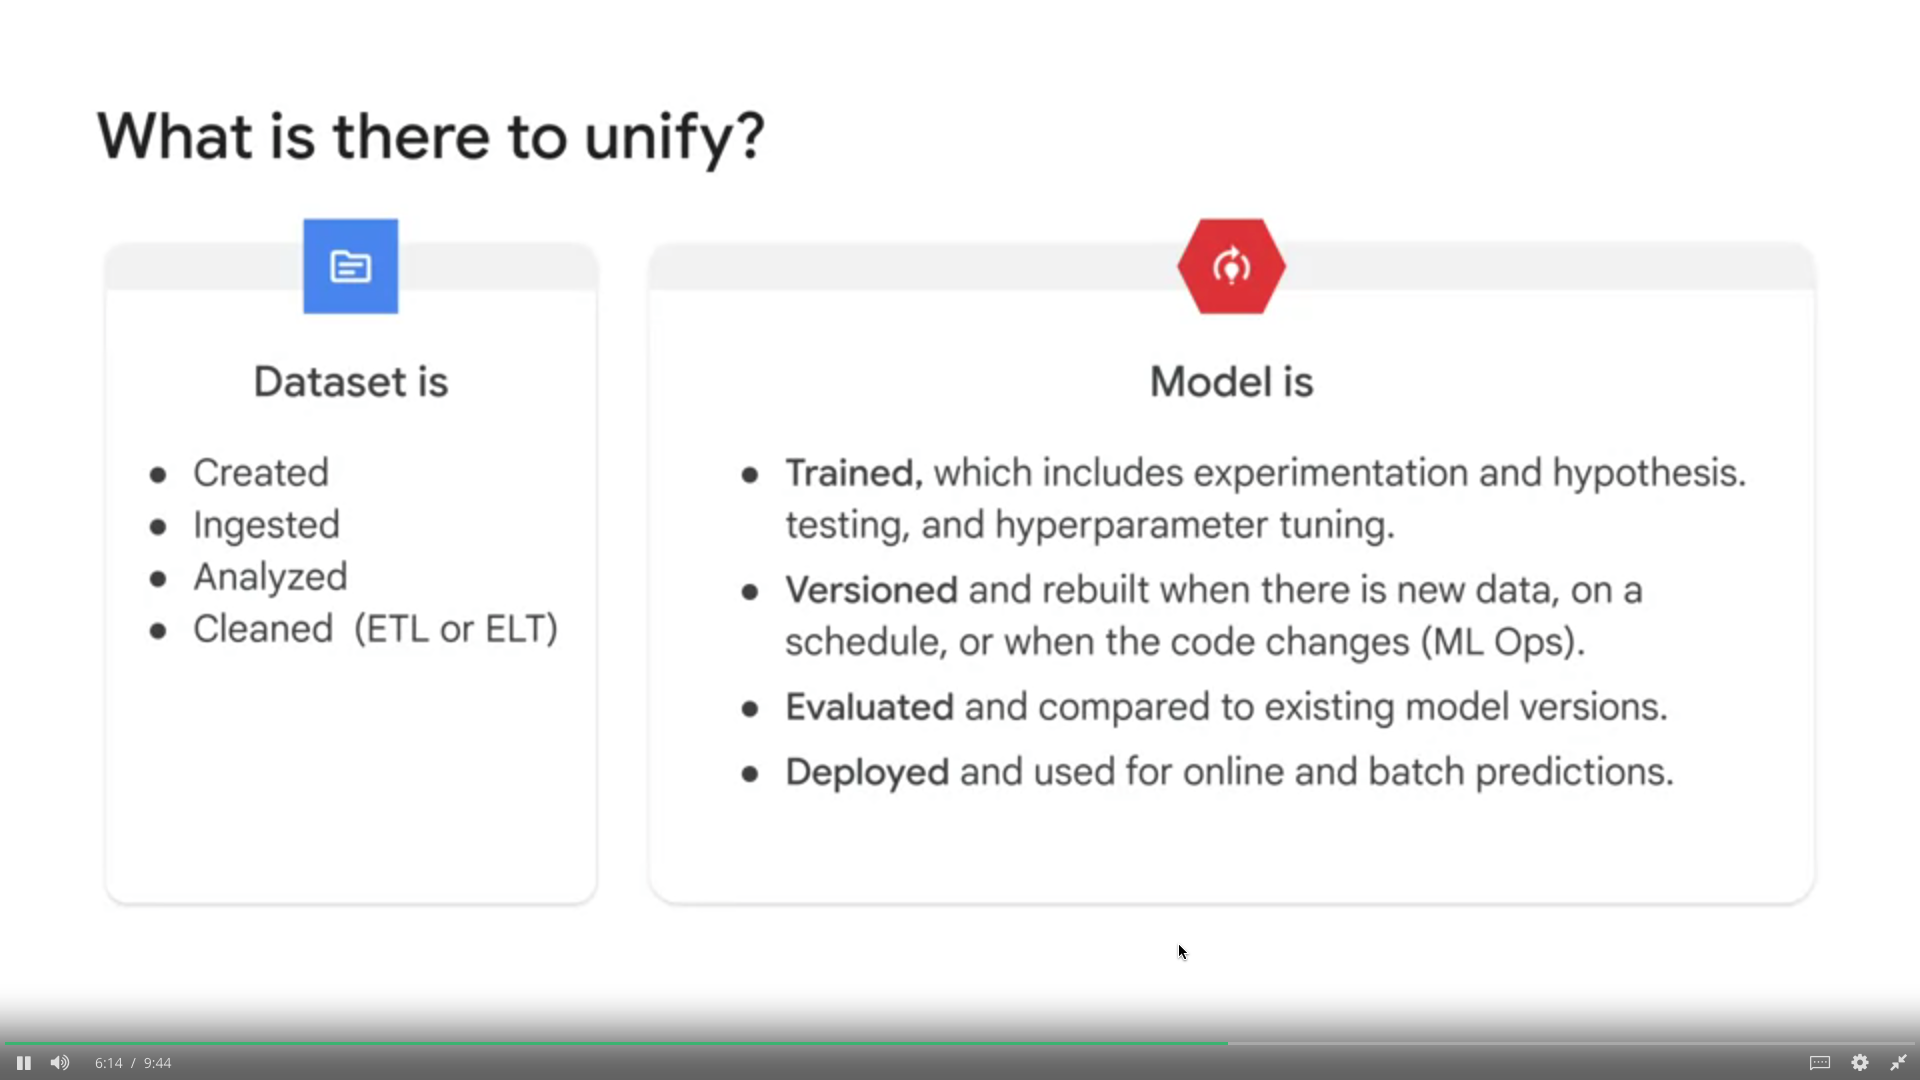 What is there to unify?
Dataset is
● Created
● Ingested
● Analyzed
● Cleaned (ETL or ELT)
Model is
● Trained, which includes experimentation and hypothesis.
testing, and hyperparameter tuning.
● Versioned and rebuilt when there is new data, on a
schedule, or when the code changes (ML Ops).
● Evaluated and compared to existing model versions.
● Deployed and used for online and batch predictions.
6:14 / 9:44